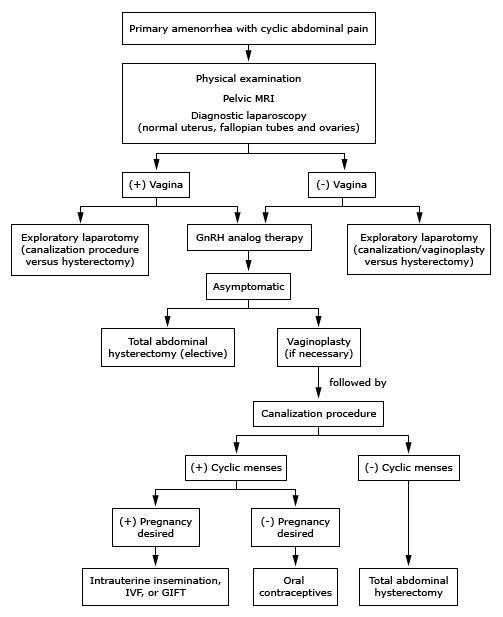 Primary amenorrhea with cyclic abdominal pain
Physical examination
Pelvic MRI
Diagnostic laparoscopy
(normal uterus, fallopian tubes and ovaries)
(+) Vagina
(-) Vagina
Exploratory laparotomy
(canalization procedure
versus hysterectomy)
GnRH analog therapy
Exploratory laparotomy
(canalization/vaginoplasty
versus hysterectomy)
Asymptomatic
Total abdominal
hysterectomy (elective)
Vaginoplasty
(if necessary)
followed by
Canalization procedure
(+) Cyclic menses
(-) Cyclic menses
(+) Pregnancy
desired
(-) Pregnancy
desired
Intrauterine insemination,
IVF, or GIFT
Oral
contraceptives
Total abdominal
hysterectomy